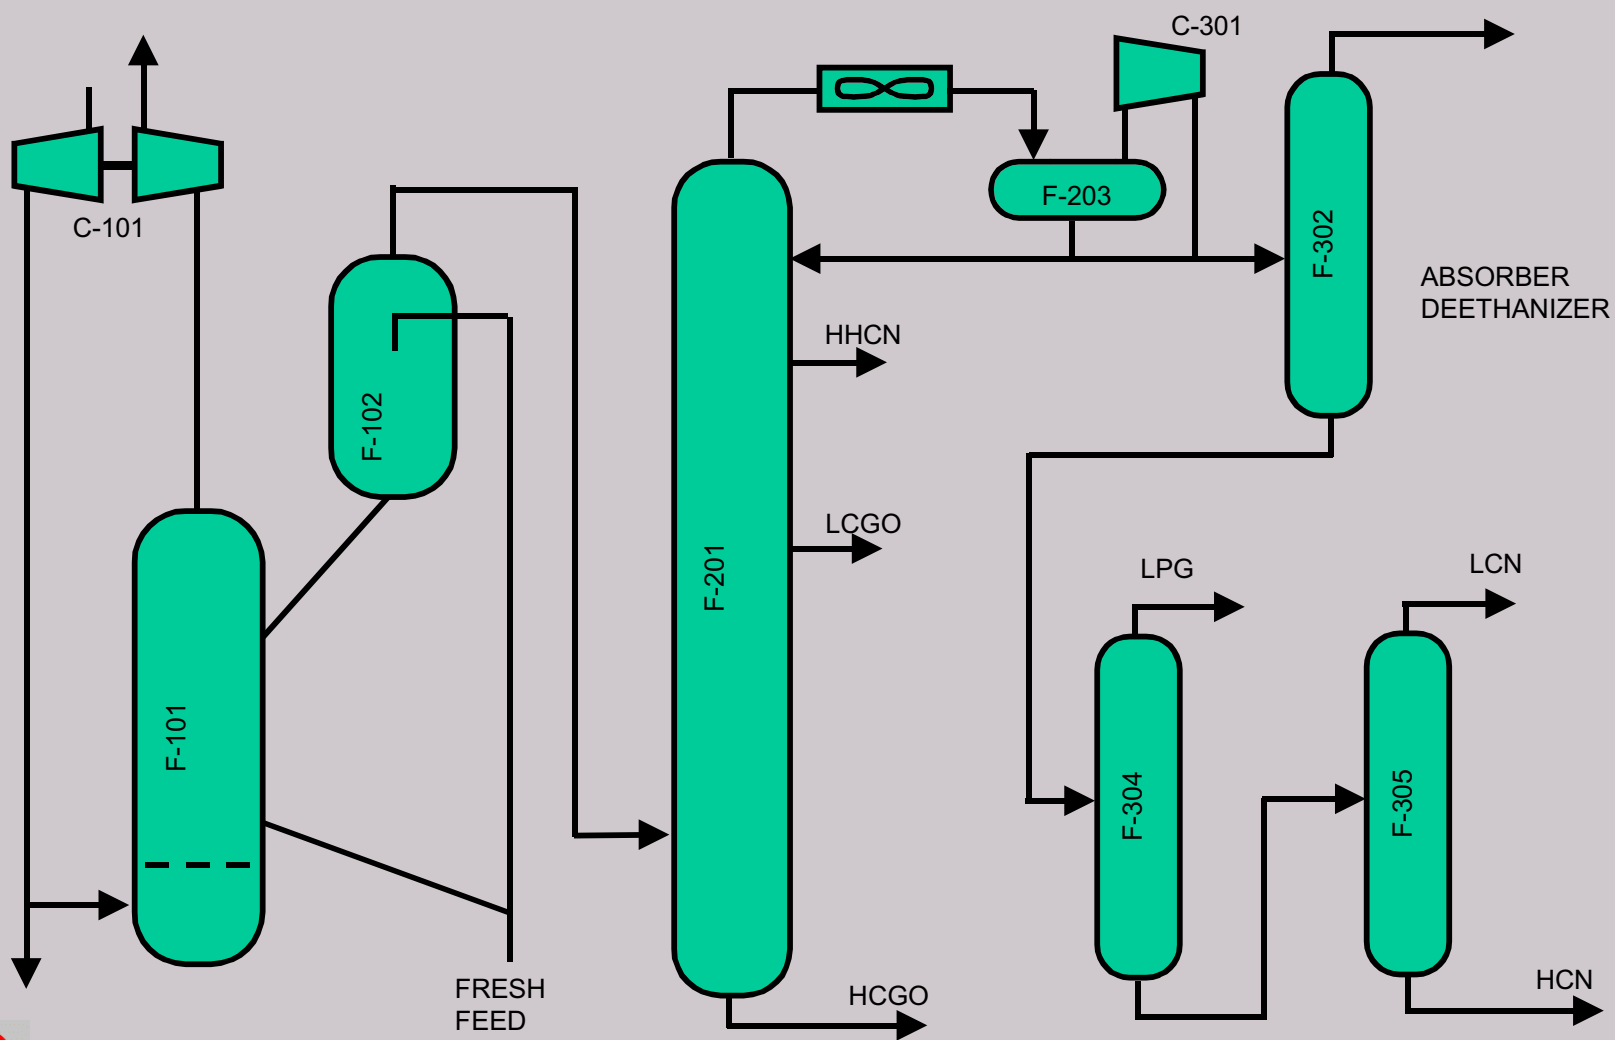 C-301
C-101
F-203
F-302
ABSORBER
DEETHANIZER
HHCN
F-102
LCGO
F-201
LPG
LCN
F-101
F-304
F-305
FRESH
FEED
HCGO
HCN